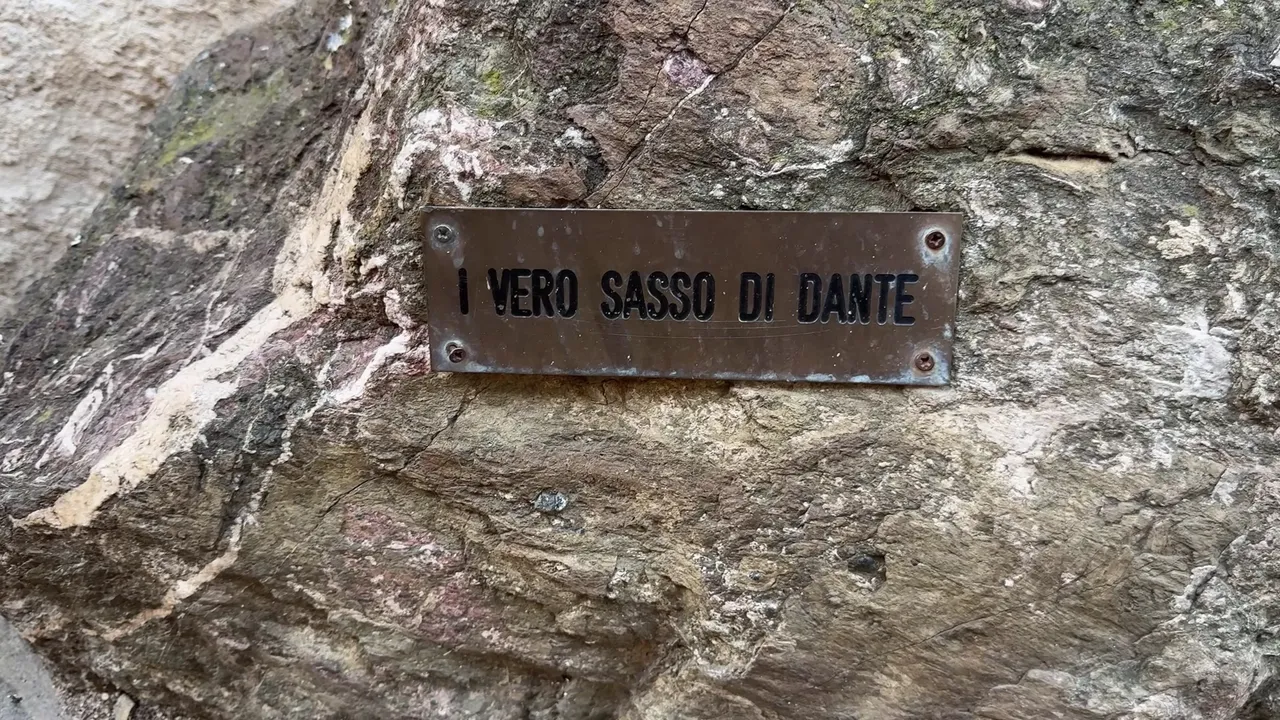 I VERO SASSO DI DANTE